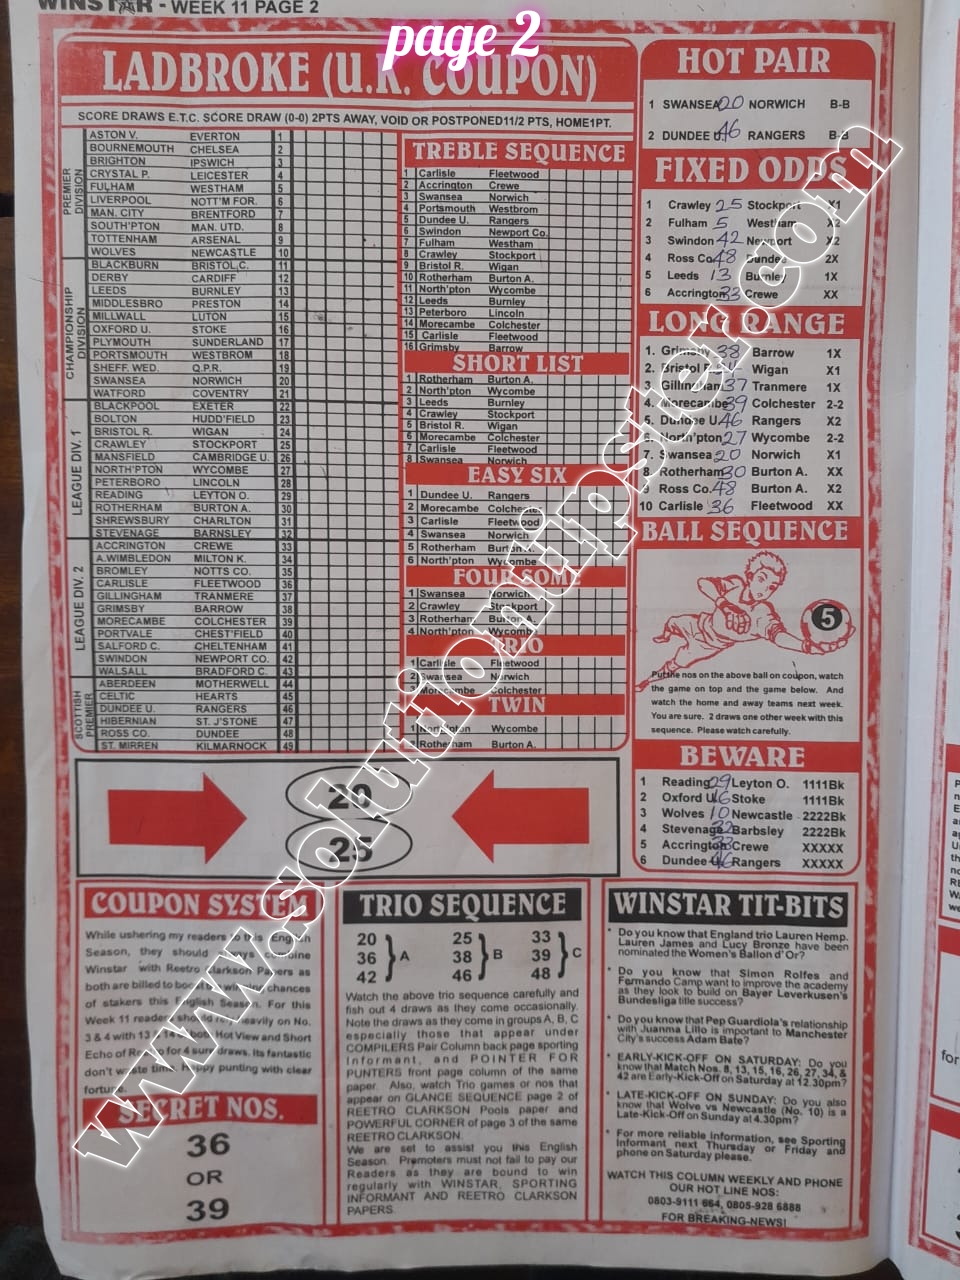 WINSTAR - WEEK 11 PAGE 2
page 2
LADBROKE (U.K. COUPON)
SCORE DRAWS E.T.C. SCORE DRAW (0-0) 2PTS AWAY, VOID OR POSTPONED11/2 PTS, HOME1PT.
PREMIER DIVISION
ASTON V. EVERTON 1
BOURNEMOUTH CHELSEA 2
BRIGHTON IPSWICH 3
CRYSTAL P. LEICESTER 4
FULHAM WESTHAM 5
LIVERPOOL NOTT'M FOR. 6
MAN. CITY BRENTFORD 7
SOUTH'PTON MAN. UTD. 8
TOTTENHAM ARSENAL 9
WOLVES NEWCASTLE 10
CHAMPIONSHIP DIVISION
BLACKBURN BRISTOL,C. 11
DERBY CARDIFF 12
LEEDS BURNLEY 13
MIDDLESBRO PRESTON 14
MILLWALL LUTON 15
OXFORD U. STOKE 16
PLYMOUTH SUNDERLAND 17
PORTSMOUTH WESTBROM 18
SHEFF. WED. Q.P.R. 19
SWANSEA NORWICH 20
WATFORD COVENTRY 21
LEAGUE DIV. 1
BLACKPOOL EXETER 22
BOLTON HUDD'FIELD 23
BRISTOL R. WIGAN 24
CRAWLEY STOCKPORT 25
MANSFIELD CAMBRIDGE U. 26
NORTH'PTON WYCOMBE 27
PETERBORO LINCOLN 28
READING LEYTON O. 29
ROTHERHAM BURTON A. 30
SHREWSBURY CHARLTON 31
STEVENAGE BARNSLEY 32
LEAGUE DIV. 2
ACCRINGTON CREWE 33
A.WIMBLEDON MILTON K. 34
BROMLEY NOTTS CO. 35
CARLISLE FLEETWOOD 36
GILLINGHAM TRANMERE 37
GRIMSBY BARROW 38
MORECAMBE COLCHESTER 39
PORTVALE CHEST'FIELD 40
SALFORD C. CHELTENHAM 41
SWINDON NEWPORT CO. 42
WALSALL BRADFORD C. 43
SCOTTISH PREMIER
ABERDEEN MOTHERWELL 44
CELTIC HEARTS 45
DUNDEE U. RANGERS 46
HIBERNIAN ST. J'STONE 47
ROSS CO. DUNDEE 48
ST. MIRREN KILMARNOCK 49
TREBLE SEQUENCE
1 Carlisle Fleetwood
2 Accrington Crewe
3 Swansea Norwich
4 Portsmouth Westbrom
5 Dundee U. Rangers
6 Swindon Newport Co.
7 Fulham Westham
8 Crawley Stockport
9 Bristol R. Wigan
10 Rotherham Burton A.
11 North'pton Wycombe
12 Leeds Burnley
13 Peterboro Lincoln
14 Morecambe Colchester
15 Carlisle Fleetwood
16 Grimsby Barrow
SHORT LIST
1 Rotherham Burton A.
2 North'pton Wycombe
3 Leeds Burnley
4 Crawley Stockport
5 Bristol R. Wigan
6 Morecambe Colchester
7 Carlisle Fleetwood
8 Swansea Norwich
EASY SIX
1 Dundee U. Rangers
2 Morecambe Colchester
3 Carlisle Fleetwood
4 Swansea Norwich
5 Rotherham Burton A.
6 North'pton Wycombe
FOUR SOME
1 Swansea Norwich
2 Crawley Stockport
3 Rotherham Burton A.
4 North'pton Wycombe
TRIO
1 Carlisle Fleetwood
2 Swansea Norwich
3 Morecambe Colchester
TWIN
1 North'pton Wycombe
Rotherham Burton A.
HOT PAIR
1 SWANSEA 20 NORWICH B-B
2 DUNDEE U. 46 RANGERS B-B
FIXED ODDS
1 Crawley 25 Stockport X1
2 Fulham 5 Westham X2
3 Swindon 42 Newport X2
4 Ross Co. 48 Dundee 2X
5 Leeds 13 Burnley 1X
6 Accrington 33 Crewe XX
LONG RANGE
1. Grimsby 38 Barrow 1X
2. Bristol R. Wigan X1
3. Gillingham 37 Tranmere 1X
4. Morecambe 39 Colchester 2-2
5. Dundee U. 46 Rangers X2
6. North'pton 27 Wycombe 2-2
7. Swansea 20 Norwich X1
8 Rotherham 30 Burton A. XX
9 Ross Co. 48 Burton A. X2
10 Carlisle 36 Fleetwood XX
BALL SEQUENCE
5
Put the nos on the above ball on coupon, watch
the game on top and the game below. And
watch the home and away teams next week.
You are sure. 2 draws one other week with this
sequence. Please watch carefully.
BEWARE
1 Reading 29 Leyton O. 1111Bk
2 Oxford U. 16 Stoke 1111Bk
3 Wolves 10 Newcastle 2222Bk
4 Stevenage 32 Barbsley 2222Bk
5 Accrington 33 Crewe XXXXX
6 Dundee U. 46 Rangers XXXXX
20
25
COUPON SYSTEM
While ushering my readers to this English
Season, they should always combine
Winstar with Reetro Clarkson Papers as
both are billed to boost the winning chances
of stakers this English Season. For this
Week 11 readers should rely heavily on No.
3 & 4 with 13 Hot View and Short
Echo of for 4 sure draws. Its fantastic
don't waste time. Happy punting with clear
fortune.
SECRET NOS.
36
OR
39
TRIO SEQUENCE
20 25 33
36 A 38 B 39 C
42 46 48
Watch the above trio sequence carefully and
fish out 4 draws as they come occasionally.
Note the draws as they come in groups A, B, C
especially those that appear under
COMPILERS Pair Column back page sporting
Informant, and POINTER FOR
PUNTERS front page column of the same
paper. Also, watch Trio games or nos that
appear on GLANCE SEQUENCE page 2 of
REETRO CLARKSON Pools paper and
POWERFUL CORNER of page 3 of the same
REETRO CLARKSON.
We are set to assist you this English
Season. Promoters must not fail to pay our
Readers as they are bound to win
regularly with WINSTAR, SPORTING
INFORMANT AND REETRO CLARKSON
PAPERS.
WINSTAR TIT-BITS
* Do you know that England trio Lauren Hemp.
Lauren James and Lucy Bronze have been
nominated the Women's Ballon d'Or?
* Do you know that Simon Rolfes and
Fernando Camp want to improve the academy
as they look to build on Bayer Leverkusen's
Bundesliga title success?
* Do you know that Pep Guardiola's relationship
with Juanma Lillo is important to Manchester
City's success Adam Bate?
* EARLY-KICK-OFF ON SATURDAY: Do you
know that Match Nos. 8, 13, 15, 16, 26, 27, 34, &
42 are Early-Kick-Off on Saturday at 12.30pm?
* LATE-KICK-OFF ON SUNDAY: Do you also
know that Wolve vs Newcastle (No. 10) is a
Late-Kick-Off on Sunday at 4.30pm?
* For more reliable information, see Sporting
Informant next Thursday or Friday and
phone on Saturday please.
WATCH THIS COLUMN WEEKLY AND PHONE
OUR HOT LINE NOS:
0803-9111 664, 0805-928 6888
FOR BREAKING-NEWS!
www.solutiontipster.com